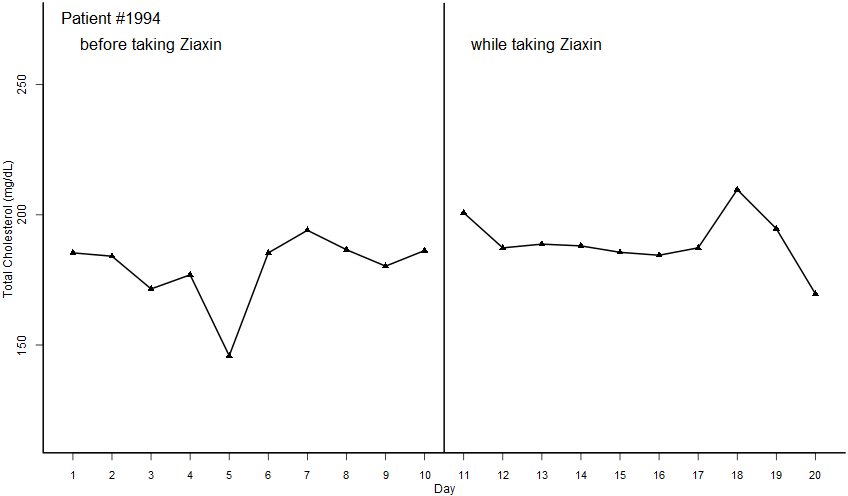 Patient #1994
before taking Ziaxin
while taking Ziaxin
250
200
150
Total Cholesterol (mg/dL)
1 2 3 4 5 6 7 8 9 10 11 12 13 14 15 16 17 18 19 20
Day